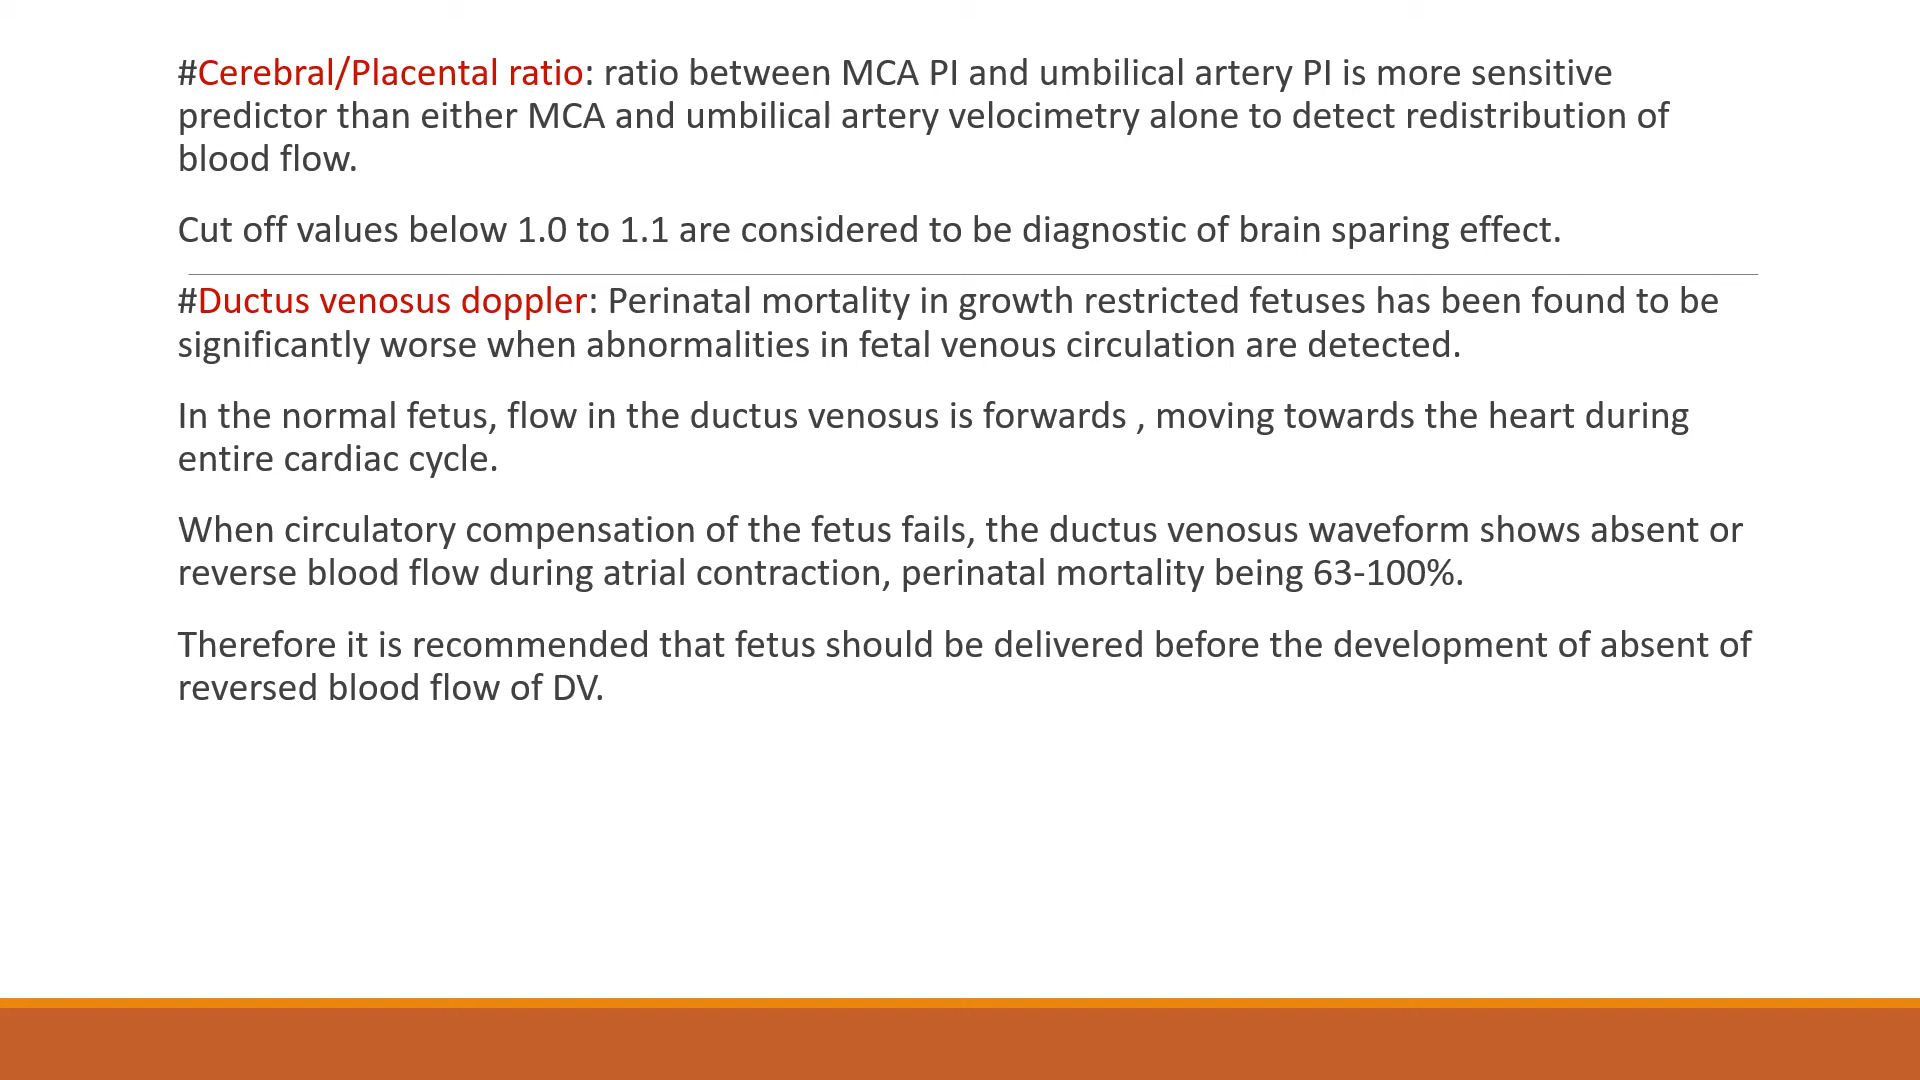 #Cerebral/Placental ratio: ratio between MCA PI and umbilical artery PI is more sensitive
predictor than either MCA and umbilical artery velocimetry alone to detect redistribution of
blood flow.
Cut off values below 1.0 to 1.1 are considered to be diagnostic of brain sparing effect.
#Ductus venosus doppler: Perinatal mortality in growth restricted fetuses has been found to be
significantly worse when abnormalities in fetal venous circulation are detected.
In the normal fetus, flow in the ductus venosus is forwards , moving towards the heart during
entire cardiac cycle.
When circulatory compensation of the fetus fails, the ductus venosus waveform shows absent or
reverse blood flow during atrial contraction, perinatal mortality being 63-100%.
Therefore it is recommended that fetus should be delivered before the development of absent of
reversed blood flow of DV.